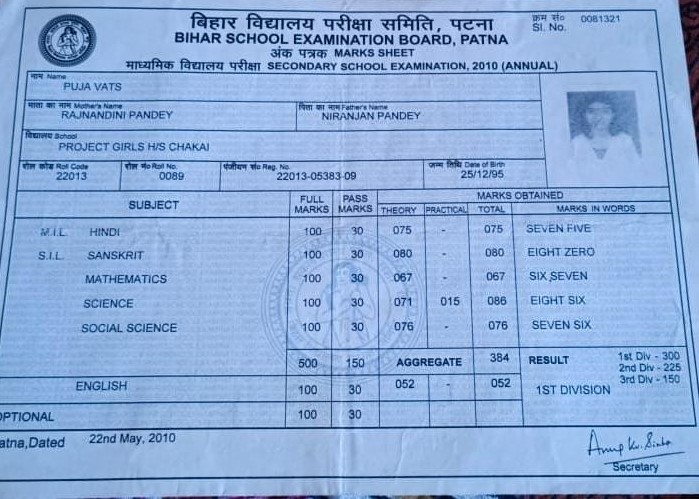 बिहार विद्यालय परीक्षा समिति, पटना
क्रम सं० 0081321
Sl. No.
BIHAR SCHOOL EXAMINATION BOARD, PATNA
अंक पत्रक MARKS SHEET
माध्यमिक विद्यालय परीक्षा SECONDARY SCHOOL EXAMINATION, 2010 (ANNUAL)
नाम Name
PUJA VATS
माता का नाम Mother's Name पिता का नाम Father's Name
RAJNANDINI PANDEY NIRANJAN PANDEY
विद्यालय School
PROJECT GIRLS H/S CHAKAI
रोल कोड Roll Code रोल नं० Roll No. पंजीयन सं० Reg. No. जन्म तिथि Date of Birth
22013 0089 22013-05383-09 25/12/95
SUBJECT FULL MARKS PASS MARKS MARKS OBTAINED
THEORY PRACTICAL TOTAL MARKS IN WORDS
M.I.L. HINDI 100 30 075 - 075 SEVEN FIVE
S.I.L. SANSKRIT 100 30 080 - 080 EIGHT ZERO
MATHEMATICS 100 30 067 - 067 SIX SEVEN
SCIENCE 100 30 071 015 086 EIGHT SIX
SOCIAL SCIENCE 100 30 076 - 076 SEVEN SIX
500 150 AGGREGATE 384 RESULT 1st Div - 300
2nd Div - 225
3rd Div - 150
ENGLISH 100 30 052 - 052 1ST DIVISION
OPTIONAL 100 30
atna,Dated 22nd May, 2010
Secretary